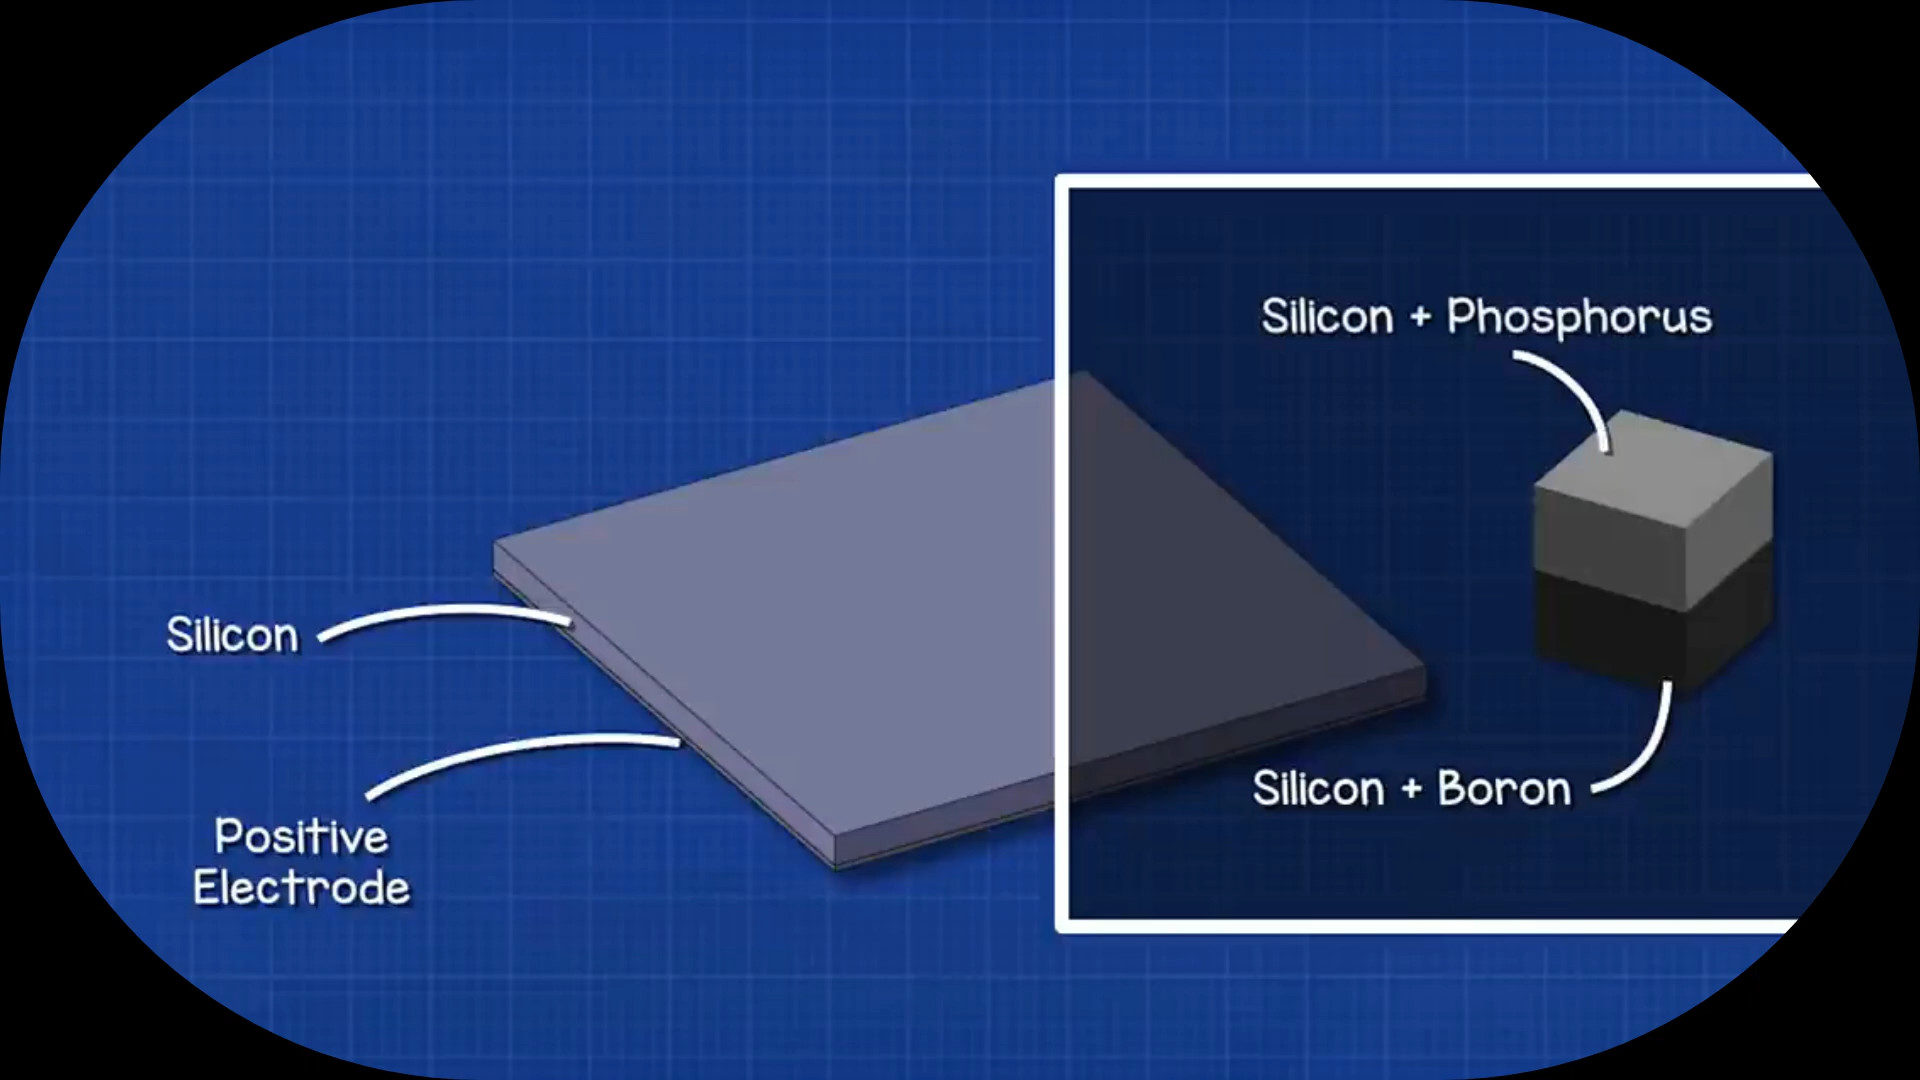 Silicon + Phosphorus
Silicon
Silicon + Boron
Positive
Electrode